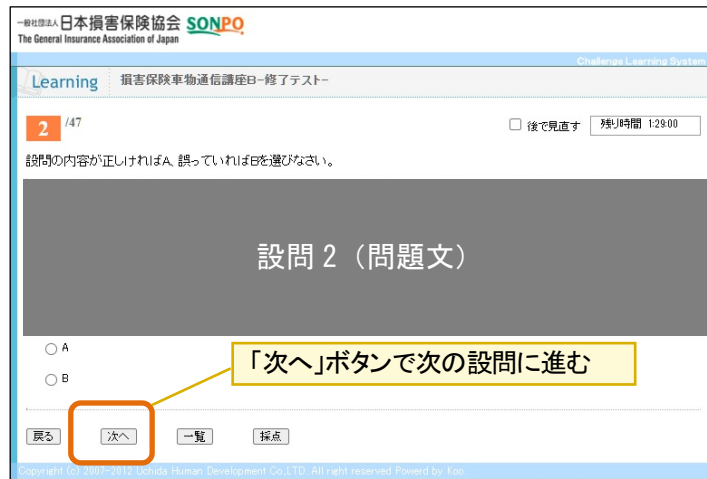 一般社団法人日本損害保険協会 SONPO
The General Insurance Association of Japan
Challenge Learning System
Learning 損害保険車物通信講座B-修了テスト-
2 /47
後で見直す 残り時間 1:29:00
設問の内容が正しければA、誤っていればBを選びなさい。
設問２（問題文）
A
「次へ」ボタンで次の設問に進む
B
戻る 次へ 一覧 採点
Copyright (c) 2007-2012 Uchida Human Development Co.,LTD. All right reserved Powerd by Koo.